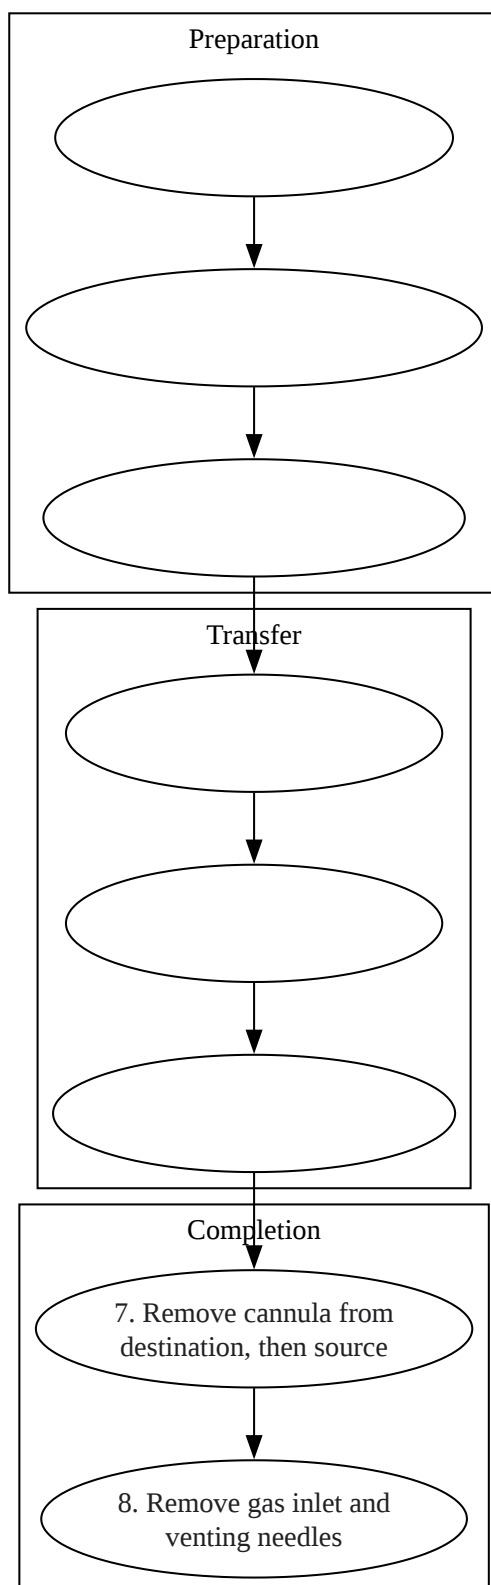 Preparation
Transfer
Completion
7. Remove cannula from
destination, then source
8. Remove gas inlet and
venting needles